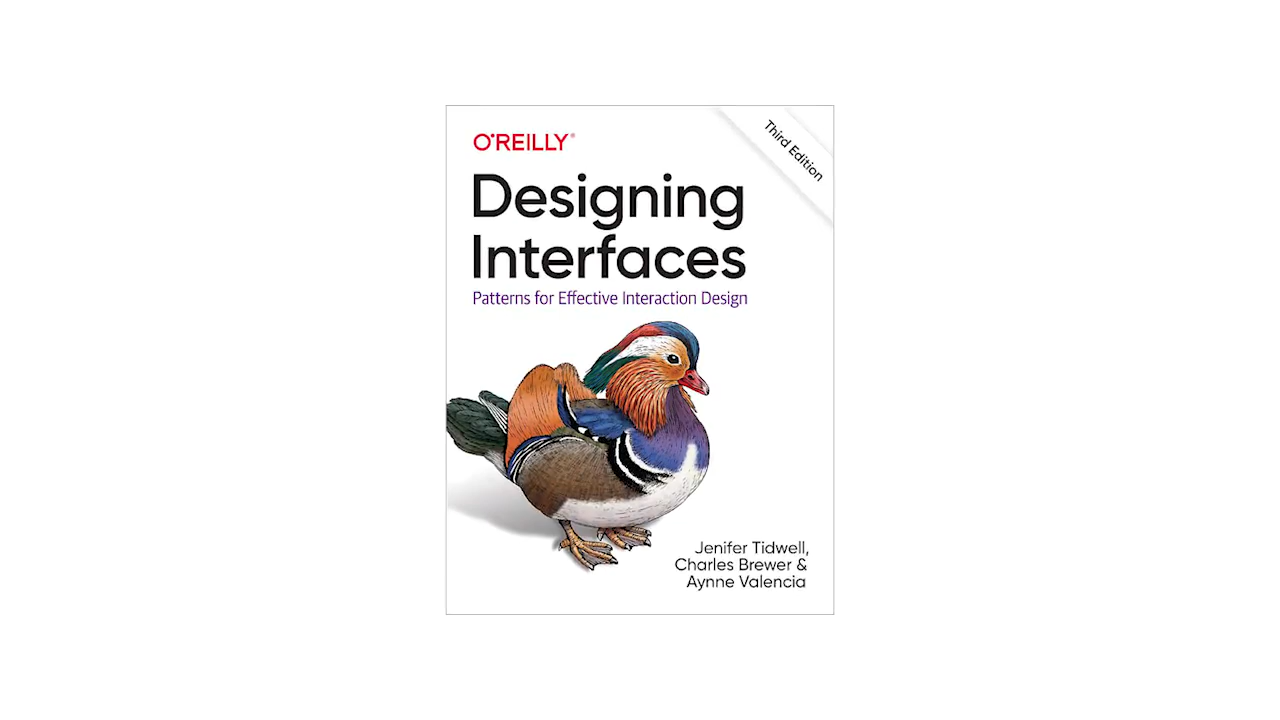 O'REILLY®
Third Edition
Designing
Interfaces
Patterns for Effective Interaction Design
Jenifer Tidwell,
Charles Brewer &
Aynne Valencia